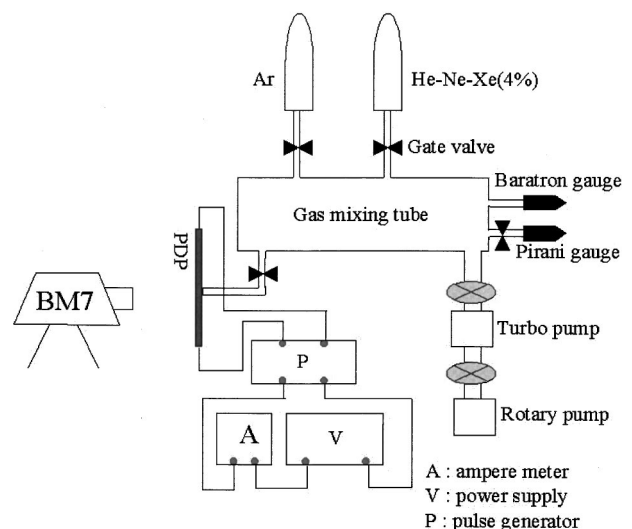 Ar
He-Ne-Xe(4%)
Gate valve
Baratron gauge
Gas mixing tube
Pirani gauge
PDP
BM7
Turbo pump
P
Rotary pump
A
V
A : ampere meter
V : power supply
P : pulse generator